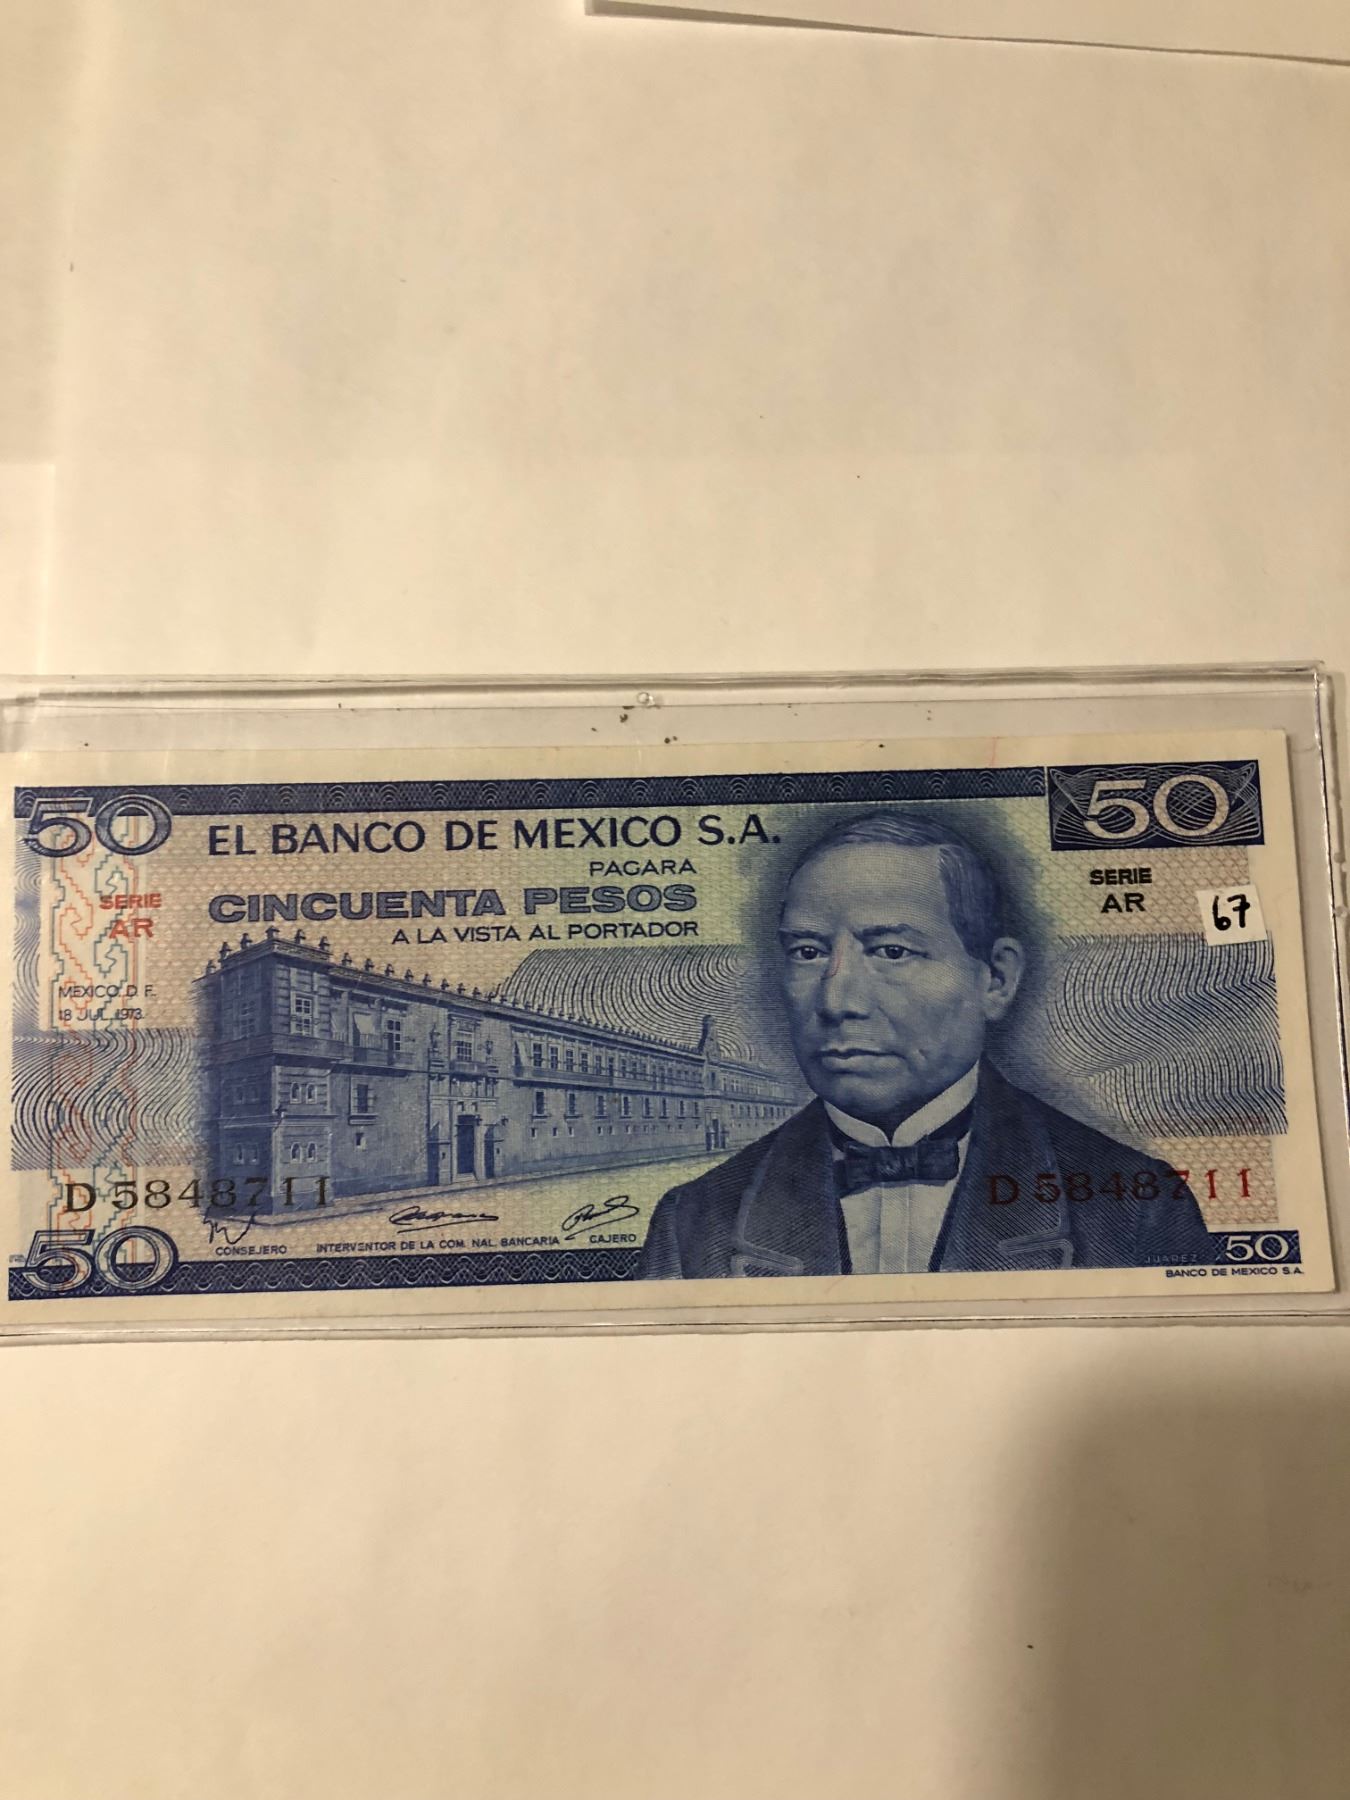 50
EL BANCO DE MEXICO S.A.
50
PAGARA
CINCUENTA PESOS
A LA VISTA AL PORTADOR
SERIE
AR
SERIE
AR
67
MEXICO, D. F.
18 JUL. 1973.
D 5848711
D 5848711
CONSEJERO
INTERVENTOR DE LA COM. NAL. BANCARIA
CAJERO
50
JUAREZ
50
BANCO DE MEXICO S.A.